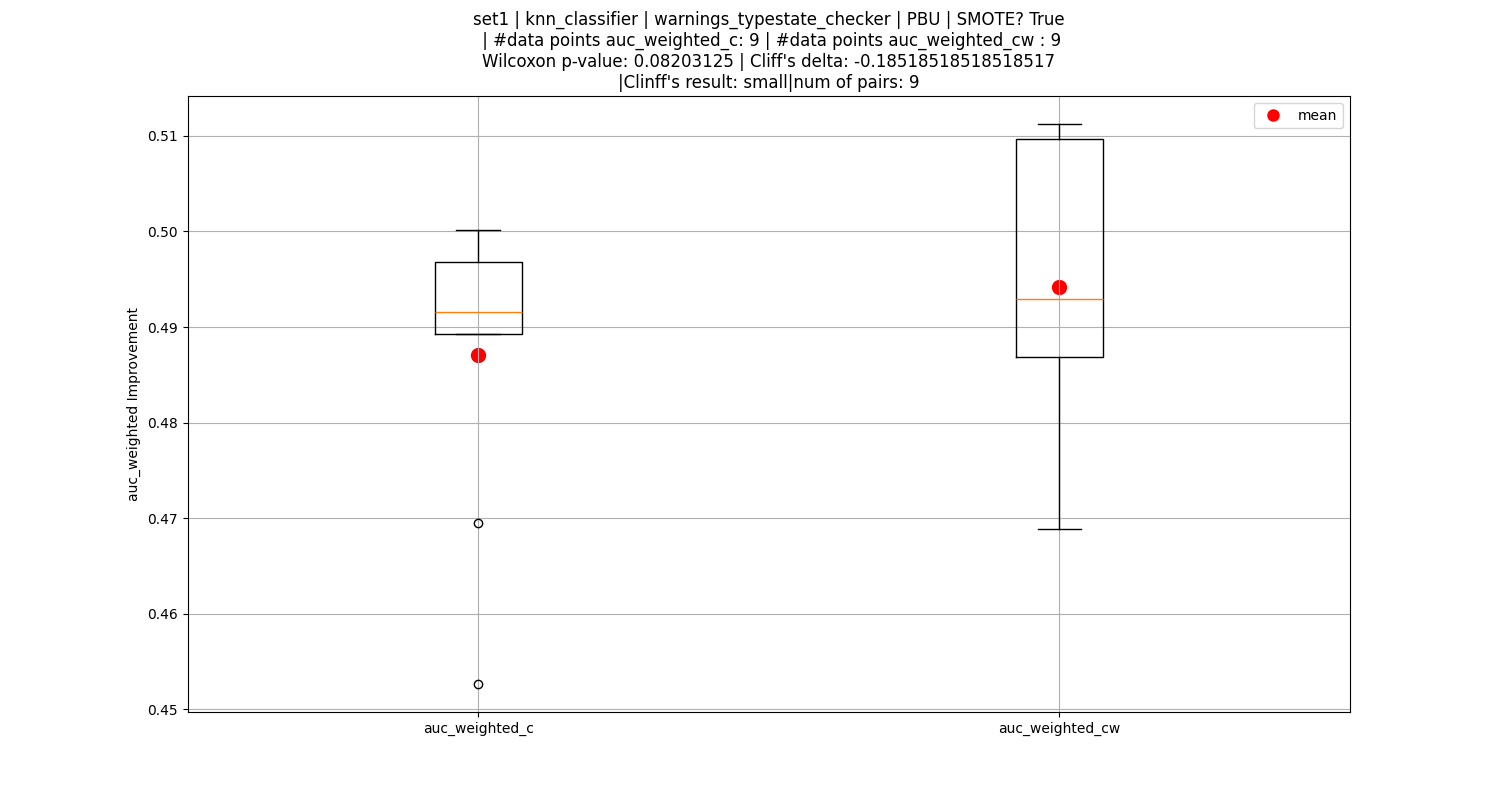 set1 | knn_classifier | warnings_typestate_checker | PBU | SMOTE? True
| #data points auc_weighted_c: 9 | #data points auc_weighted_cw : 9
Wilcoxon p-value: 0.08203125 | Cliff's delta: -0.18518518518518517
|Clinff's result: small|num of pairs: 9
mean
0.51
0.50
0.49
0.48
0.47
0.46
0.45
auc_weighted Improvement
auc_weighted_c
auc_weighted_cw